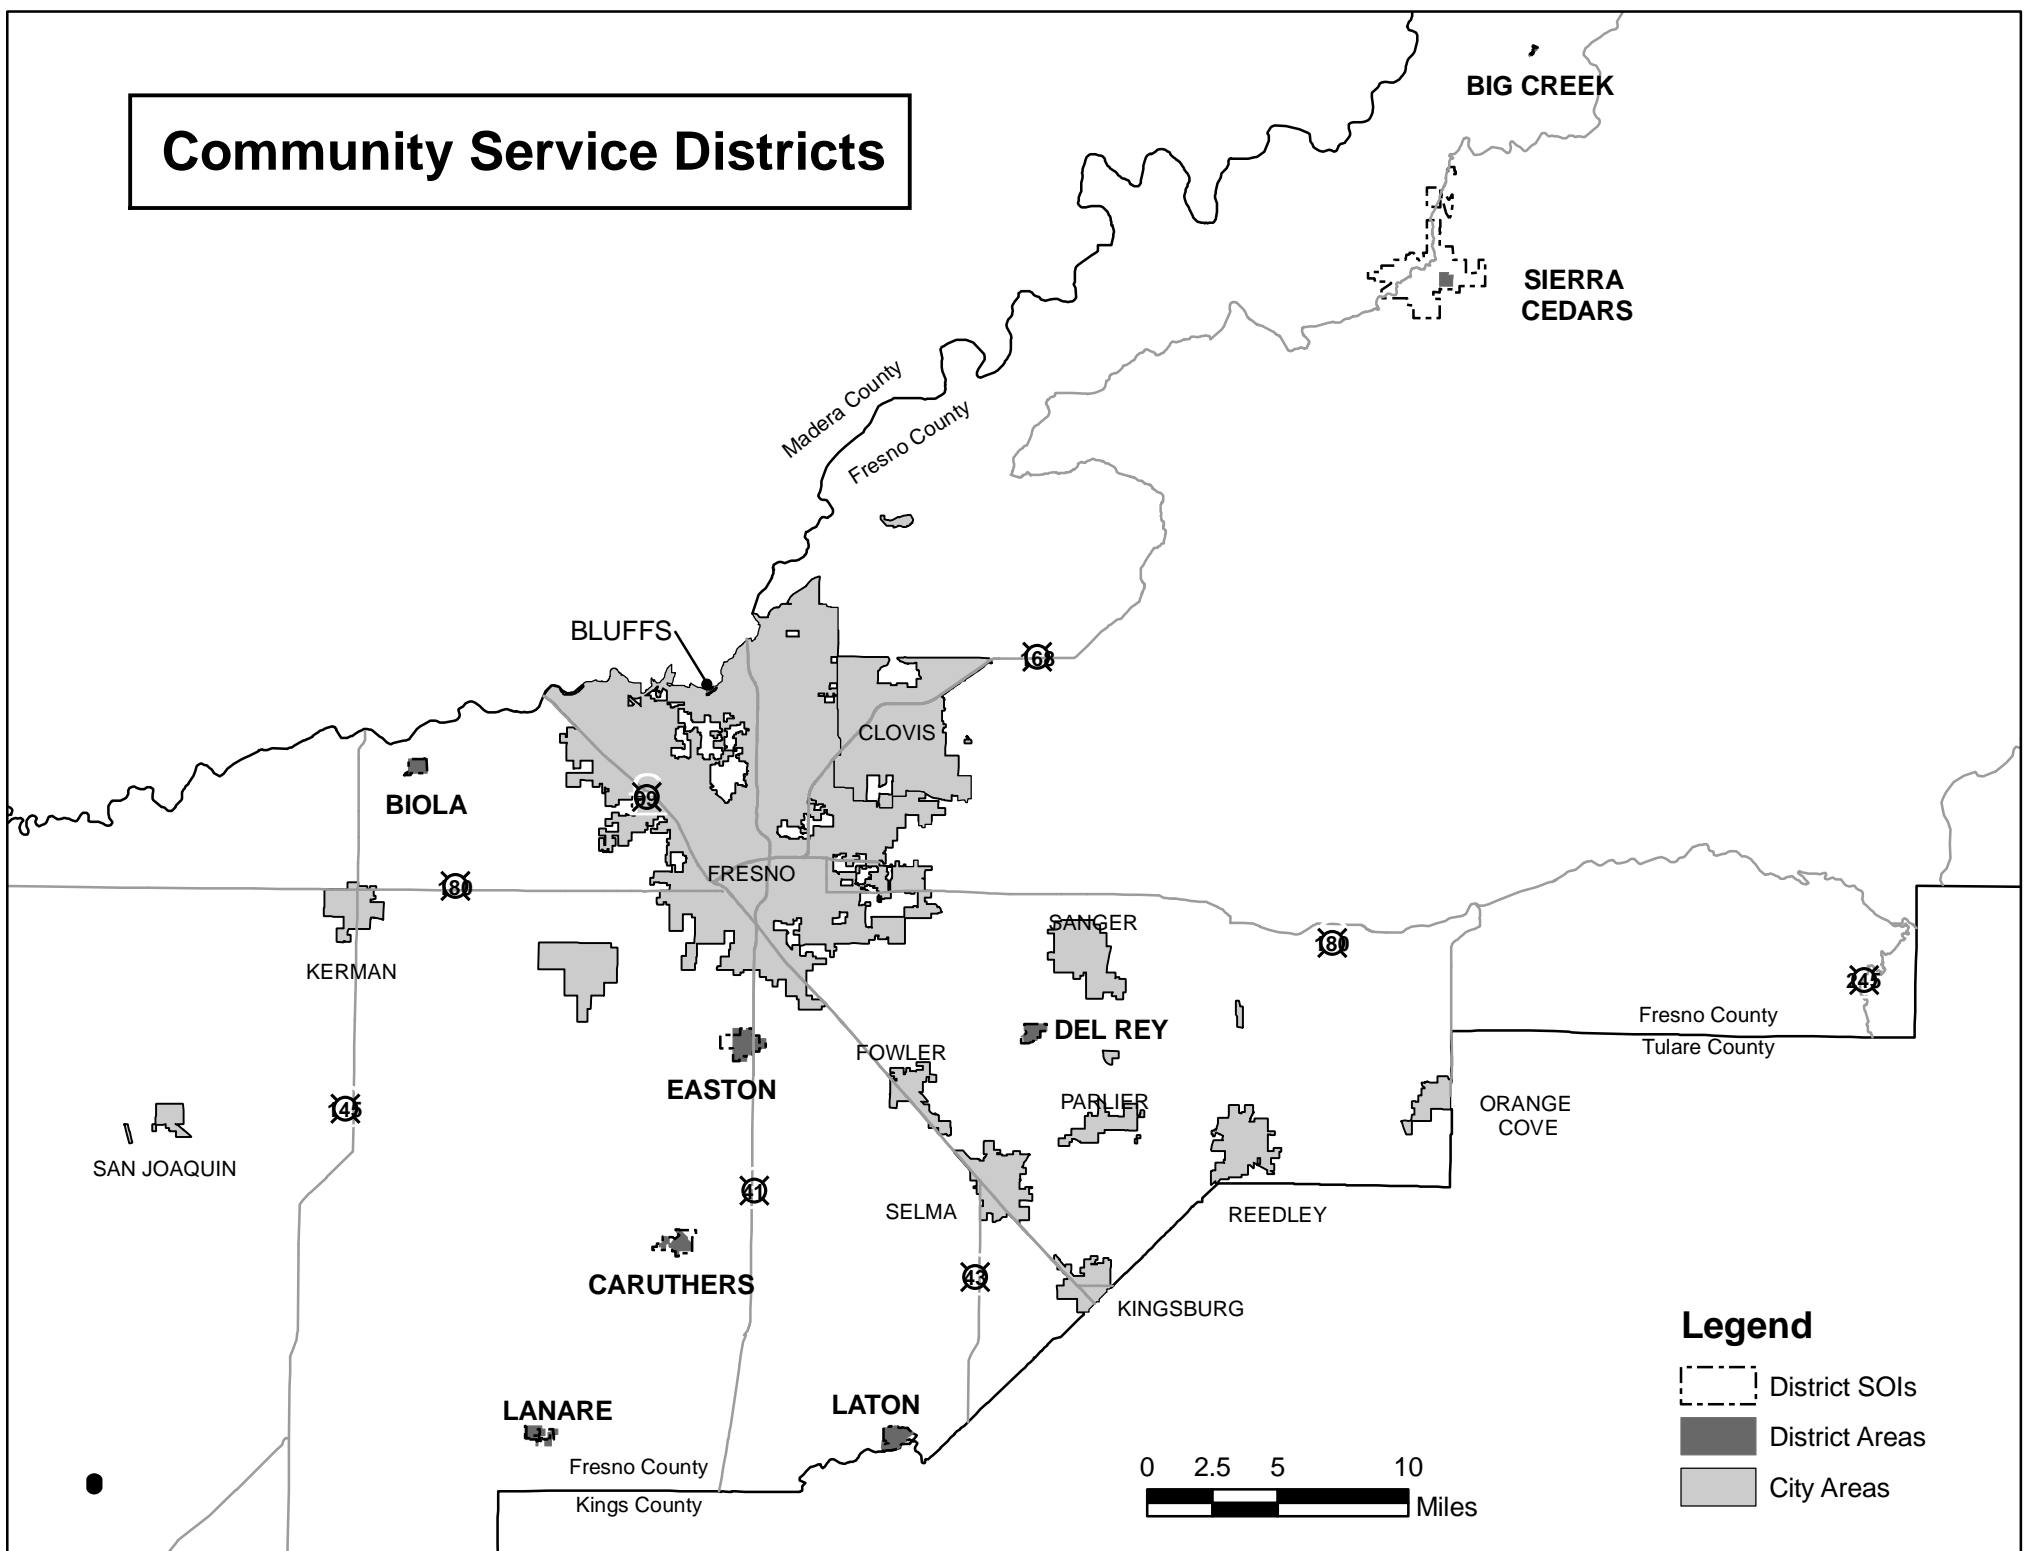 Community Service Districts
BIG CREEK
SIERRA
CEDARS
Madera County
Fresno County
BLUFFS
168
CLOVIS
99
BIOLA
FRESNO
180
SANGER
180
KERMAN
245
Fresno County
Tulare County
DEL REY
FOWLER
EASTON
PARLIER
ORANGE
COVE
145
SAN JOAQUIN
41
SELMA
REEDLEY
43
CARUTHERS
KINGSBURG
Legend
District SOIs
District Areas
City Areas
LANARE
LATON
Fresno County
Kings County
0 2.5 5 10
Miles